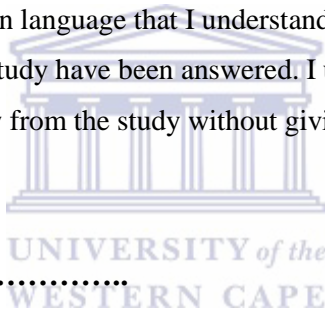 n language that I understand
tudy have been answered. I
y from the study without givi
UNIVERSITY of the
…………..
WESTERN CAPE